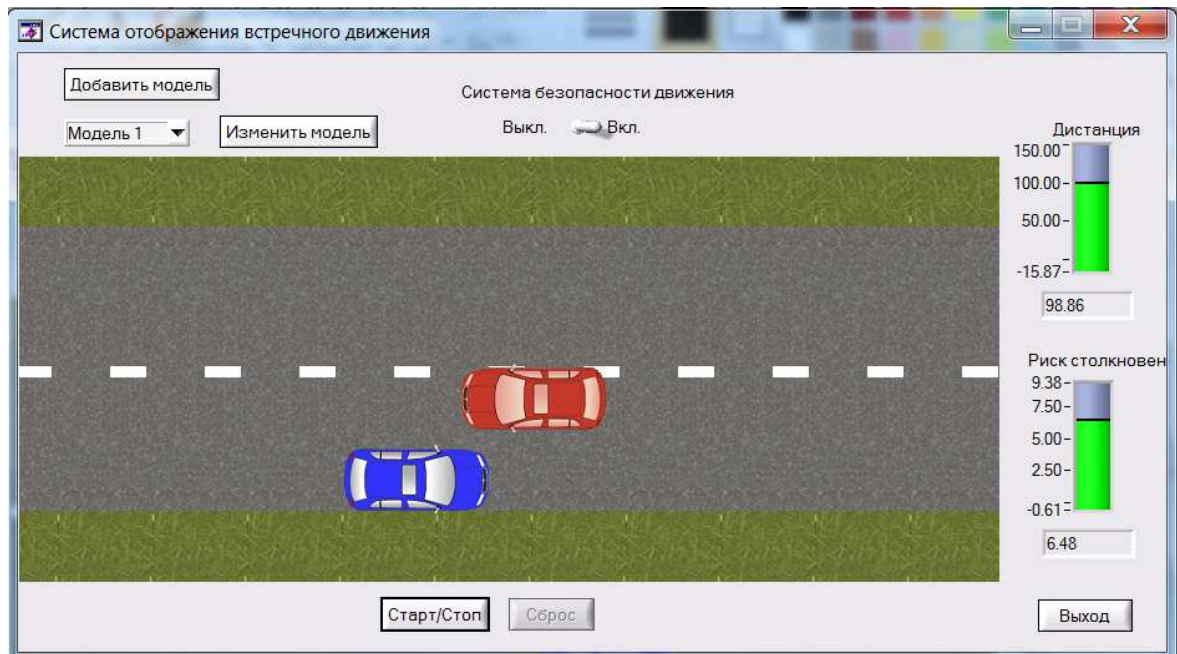 Система отображения встречного движения
Добавить модель
Система безопасности движения
Модель 1
Изменить модель
Выкл.
Вкл.
Дистанция
150.00
100.00
50.00
-15.87
98.86
Риск столкновен
9.38
7.50
5.00
2.50
-0.61
6.48
Старт/Стоп
Сброс
Выход